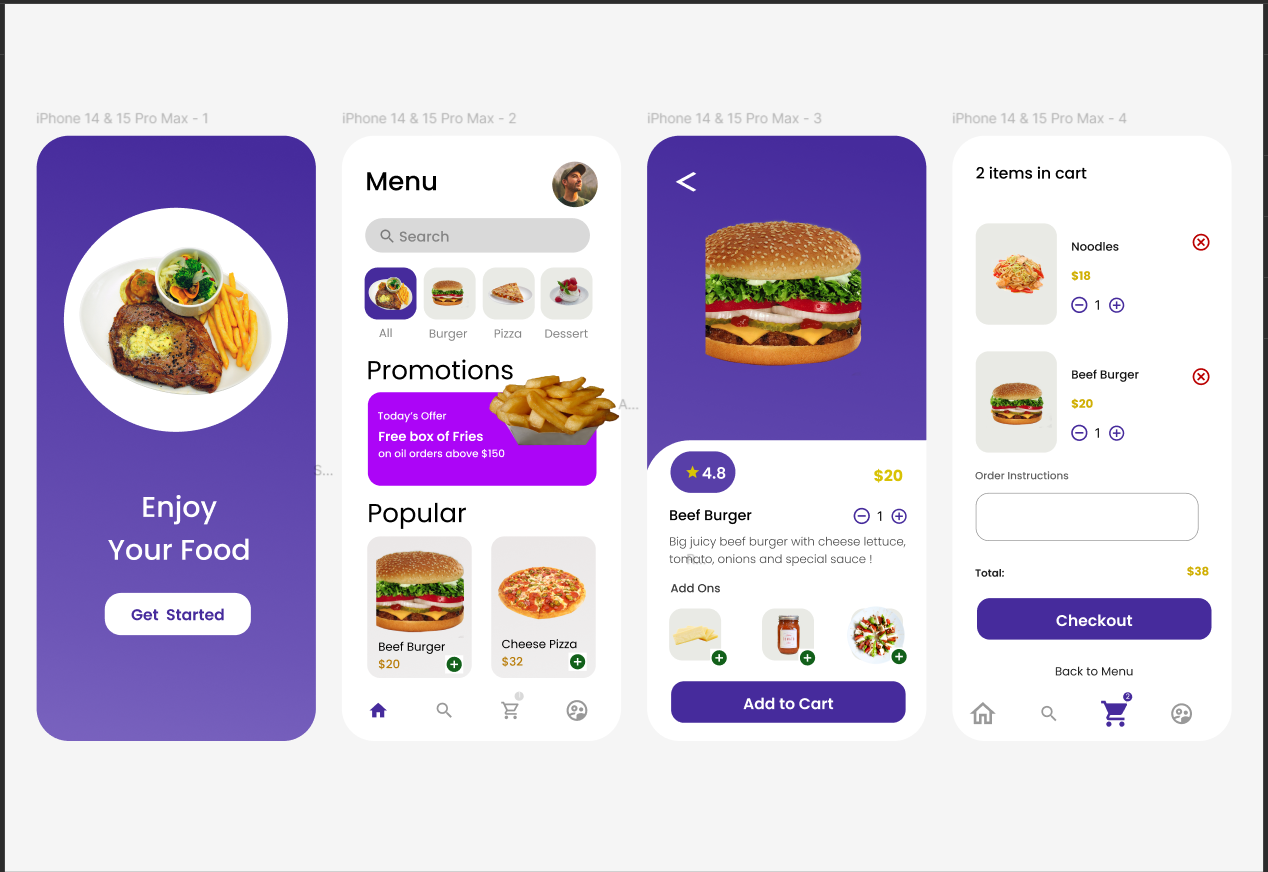 iPhone 14 & 15 Pro Max - 1
Enjoy
Your Food
Get Started
S...
iPhone 14 & 15 Pro Max - 2
Menu
Search
All
Burger
Pizza
Dessert
Promotions
Today's Offer
Free box of Fries
on oil orders above $150
A...
Popular
Beef Burger
$20
Cheese Pizza
$32
iPhone 14 & 15 Pro Max - 3
<
4.8
$20
Beef Burger
1
Big juicy beef burger with cheese lettuce,
tomato, onions and special sauce !
Add Ons
Add to Cart
iPhone 14 & 15 Pro Max - 4
2 items in cart
Noodles
$18
1
Beef Burger
$20
1
Order Instructions
Total:
$38
Checkout
Back to Menu
2